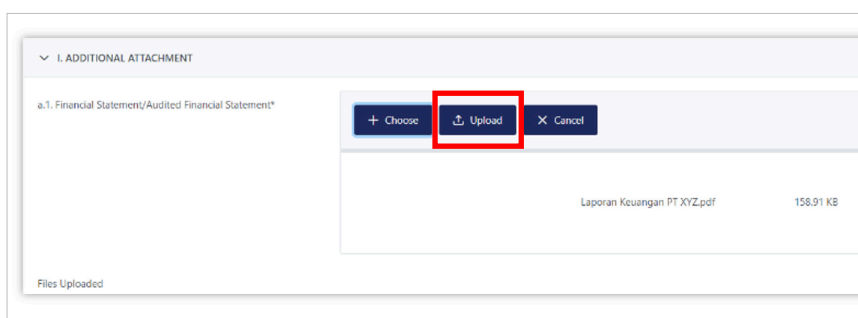 I. ADDITIONAL ATTACHMENT
a.1. Financial Statement/Audited Financial Statement*
Choose Upload Cancel
Laporan Keuangan PT XYZ.pdf 158.91 KB
Files Uploaded